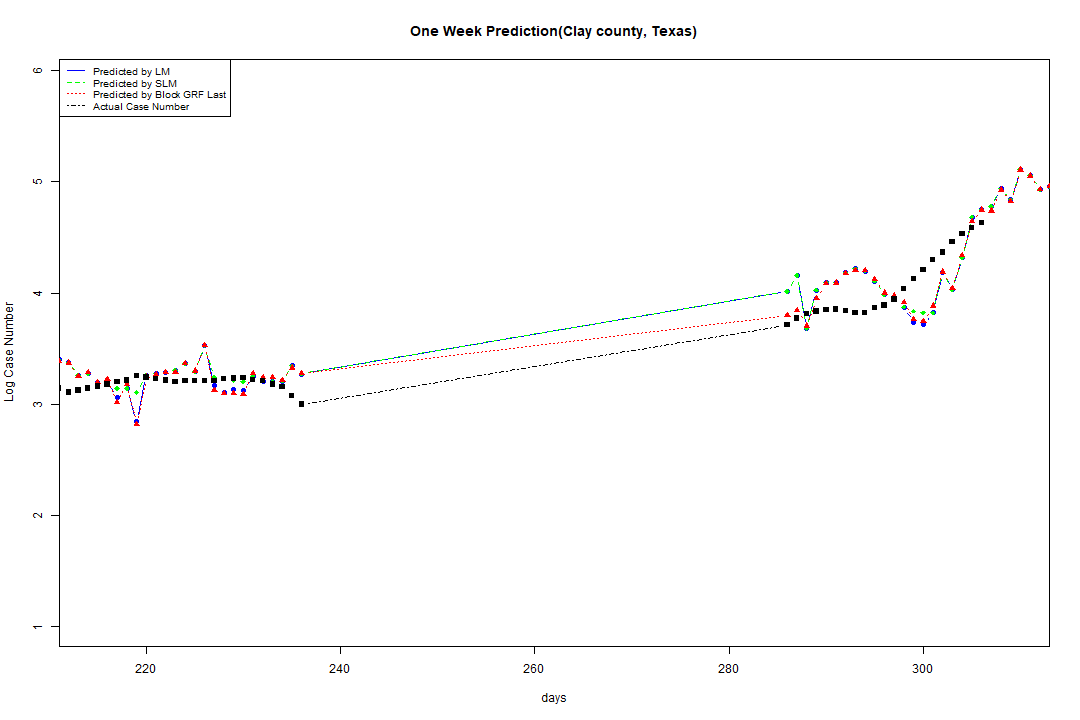 One Week Prediction(Clay county, Texas)
Predicted by LM
Predicted by SLM
Predicted by Block GRF Last
Actual Case Number
6
5
4
3
2
1
Log Case Number
220 240 260 280 300
days